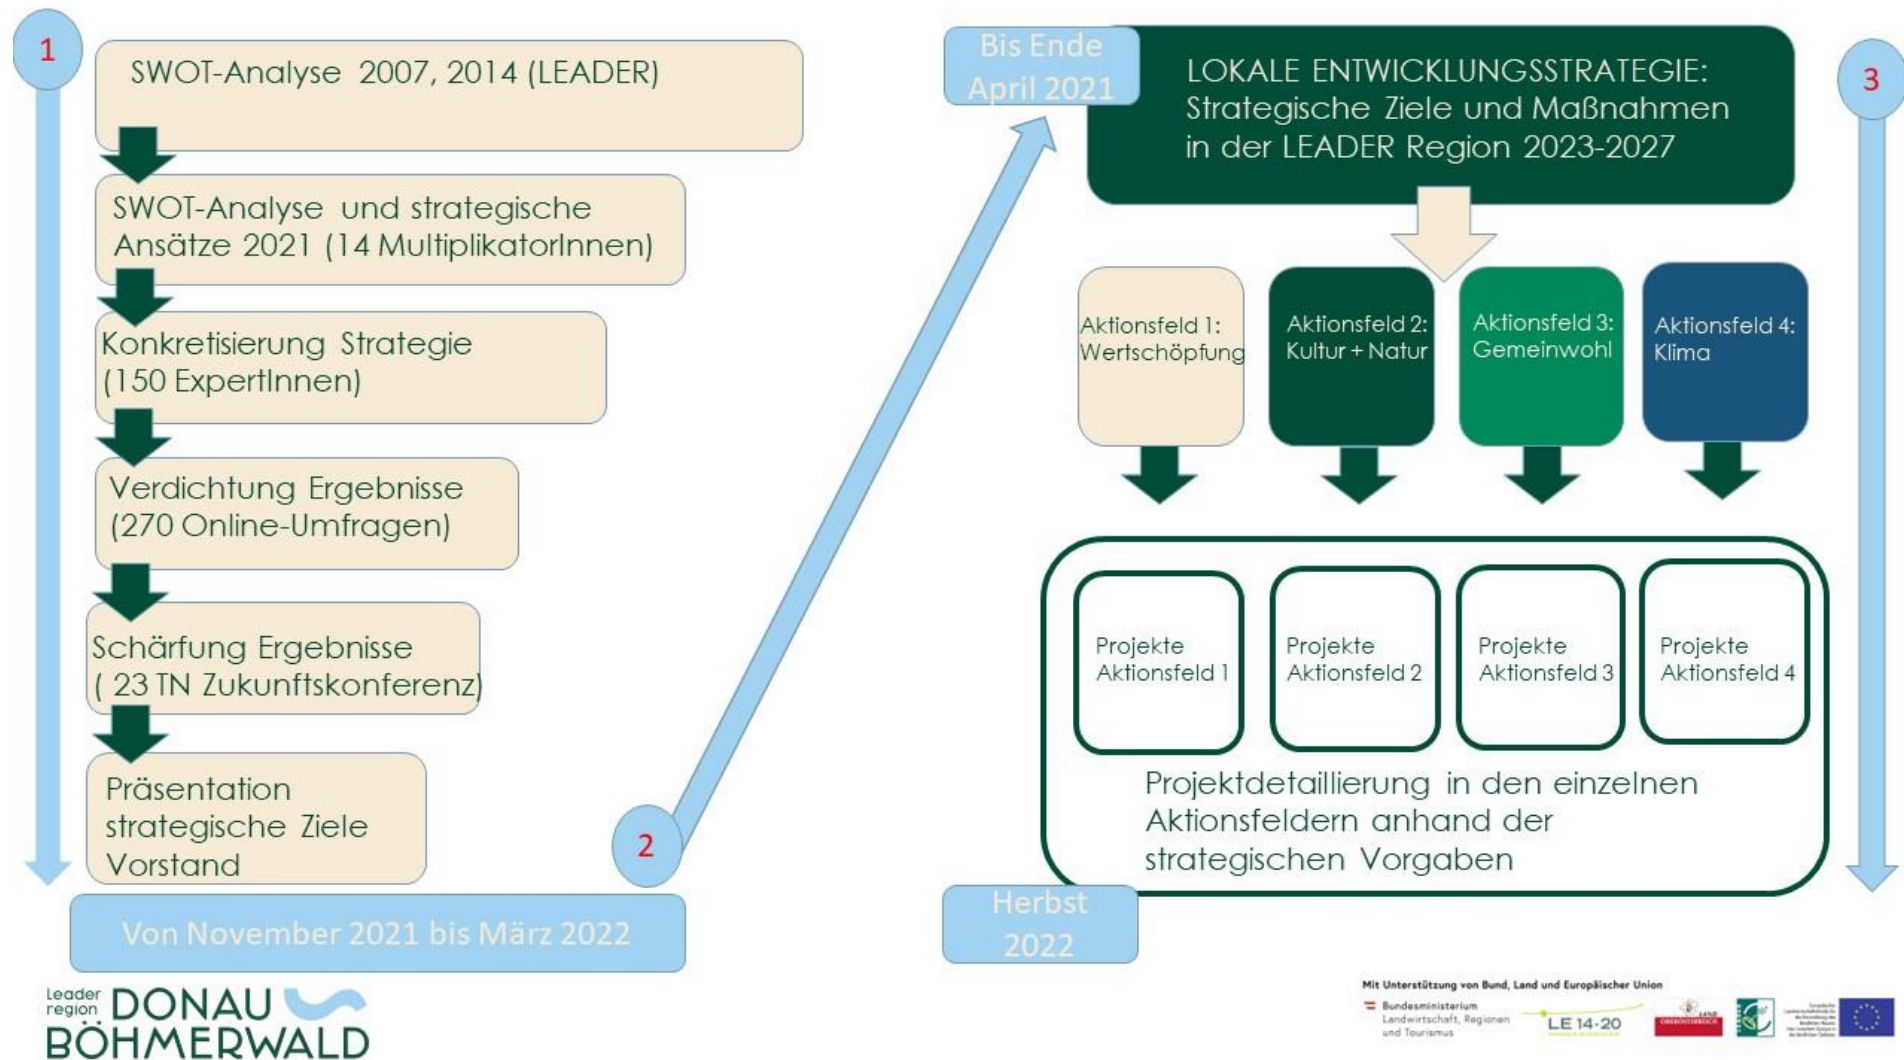 1
SWOT-Analyse 2007, 2014 (LEADER)
SWOT-Analyse und strategische
Ansätze 2021 (14 MultiplikatorInnen)
Konkretisierung Strategie
(150 ExpertInnen)
Verdichtung Ergebnisse
(270 Online-Umfragen)
Schärfung Ergebnisse
( 23 TN Zukunftskonferenz)
Präsentation
strategische Ziele
Vorstand
Von November 2021 bis März 2022
2
Bis Ende
April 2021
LOKALE ENTWICKLUNGSSTRATEGIE:
Strategische Ziele und Maßnahmen
in der LEADER Region 2023-2027
3
Aktionsfeld 1:
Wertschöpfung
Aktionsfeld 2:
Kultur + Natur
Aktionsfeld 3:
Gemeinwohl
Aktionsfeld 4:
Klima
Projekte
Aktionsfeld 1
Projekte
Aktionsfeld 2
Projekte
Aktionsfeld 3
Projekte
Aktionsfeld 4
Projektdetaillierung in den einzelnen
Aktionsfeldern anhand der
strategischen Vorgaben
Herbst
2022
Leader
region
DONAU
BÖHMERWALD
Mit Unterstützung von Bund, Land und Europäischer Union
Bundesministerium
Landwirtschaft, Regionen
und Tourismus
LE 14-20
LAND
OBERÖSTERREICH